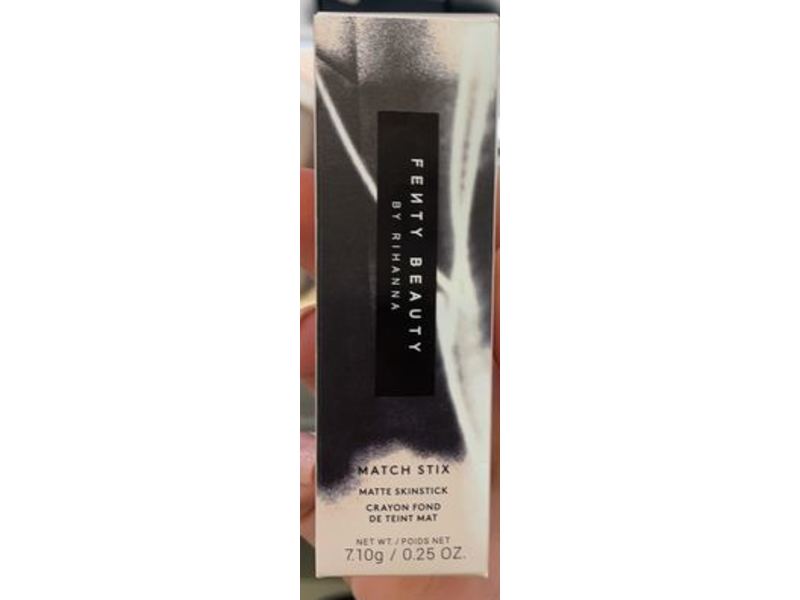 FENTY BEAUTY
BY RIHANNA
MATCH STIX
MATTE SKINSTICK
CRAYON FOND
DE TEINT MAT
NET WT. / POIDS NET
7.10g / 0.25 OZ.